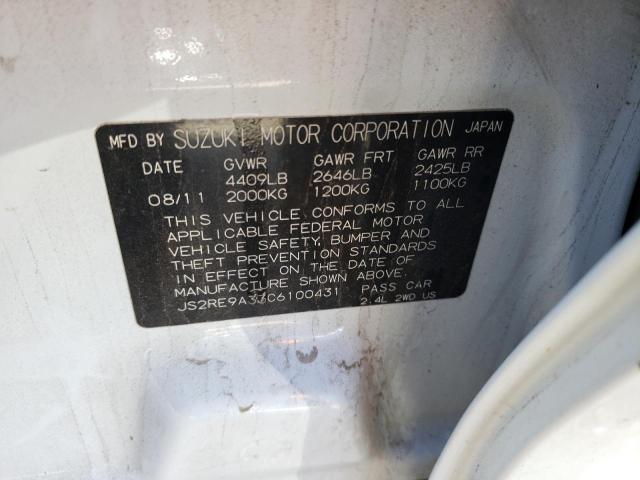 MFD BY SUZUKI MOTOR CORPORATION JAPAN
DATE GVWR GAWR FRT GAWR RR
4409LB 2646LB 2425LB
08/11 2000KG 1200KG 1100KG
THIS VEHICLE CONFORMS TO ALL
APPLICABLE FEDERAL MOTOR
VEHICLE SAFETY, BUMPER AND
THEFT PREVENTION STANDARDS
IN EFFECT ON THE DATE OF
MANUFACTURE SHOWN ABOVE.
JS2RE9A33C6100431 PASS CAR
2.4L 2WD US